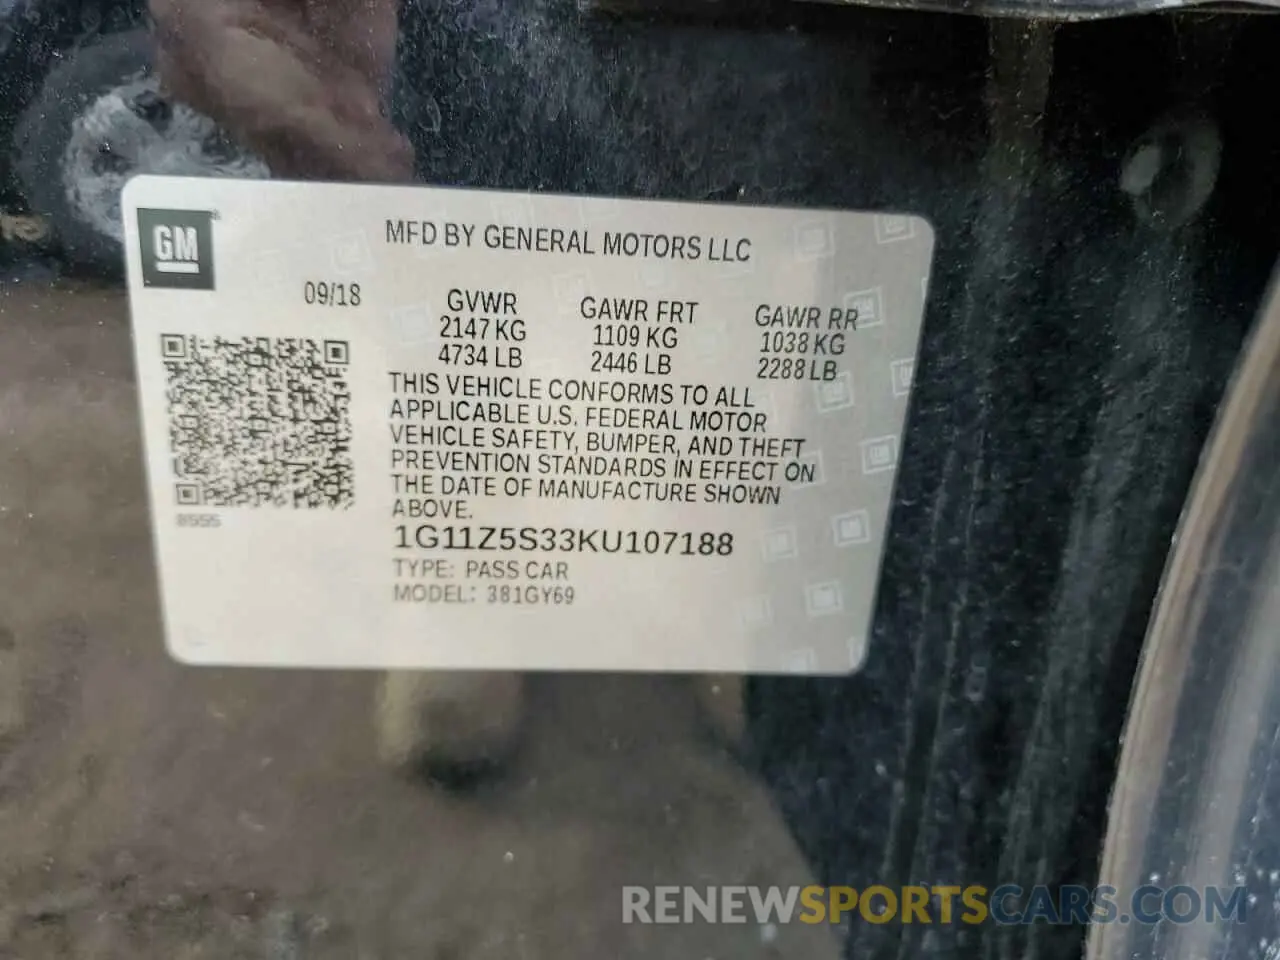 GM
MFD BY GENERAL MOTORS LLC
09/18
GVWR GAWR FRT GAWR RR
2147 KG 1109 KG 1038 KG
4734 LB 2446 LB 2288 LB
THIS VEHICLE CONFORMS TO ALL
APPLICABLE U.S. FEDERAL MOTOR
VEHICLE SAFETY, BUMPER, AND THEFT
PREVENTION STANDARDS IN EFFECT ON
THE DATE OF MANUFACTURE SHOWN
ABOVE.
1G11Z5S33KU107188
TYPE: PASS CAR
MODEL: 381GY69
RENEWSPORTSCARS.COM